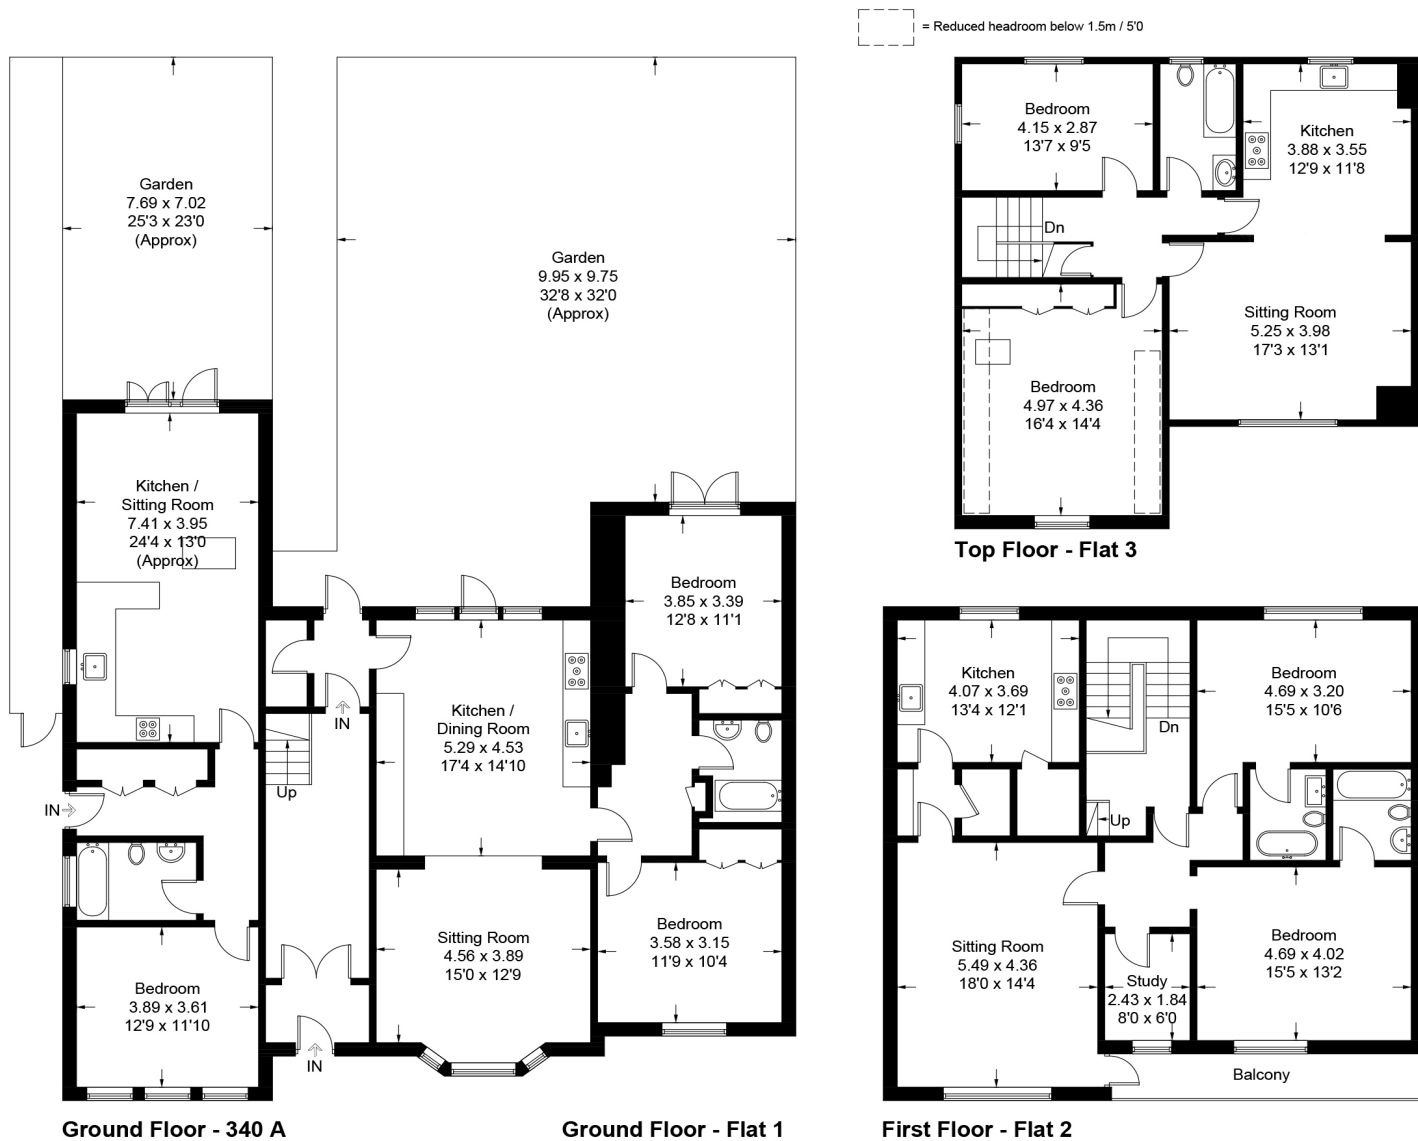 = Reduced headroom below 1.5m / 5'0
Garden
7.69 x 7.02
25'3 x 23'0
(Approx)
Garden
9.95 x 9.75
32'8 x 32'0
(Approx)
Kitchen /
Sitting Room
7.41 x 3.95
24'4 x 13'0
(Approx)
IN
Up
IN
Kitchen /
Dining Room
5.29 x 4.53
17'4 x 14'10
Bedroom
3.85 x 3.39
12'8 x 11'1
Sitting Room
4.56 x 3.89
15'0 x 12'9
Bedroom
3.58 x 3.15
11'9 x 10'4
Bedroom
3.89 x 3.61
12'9 x 11'10
IN
Ground Floor - 340 A
Ground Floor - Flat 1
Bedroom
4.15 x 2.87
13'7 x 9'5
Kitchen
3.88 x 3.55
12'9 x 11'8
Dn
Sitting Room
5.25 x 3.98
17'3 x 13'1
Bedroom
4.97 x 4.36
16'4 x 14'4
Top Floor - Flat 3
Kitchen
4.07 x 3.69
13'4 x 12'1
Dn
Bedroom
4.69 x 3.20
15'5 x 10'6
Up
Sitting Room
5.49 x 4.36
18'0 x 14'4
Study
2.43 x 1.84
8'0 x 6'0
Bedroom
4.69 x 4.02
15'5 x 13'2
Balcony
First Floor - Flat 2